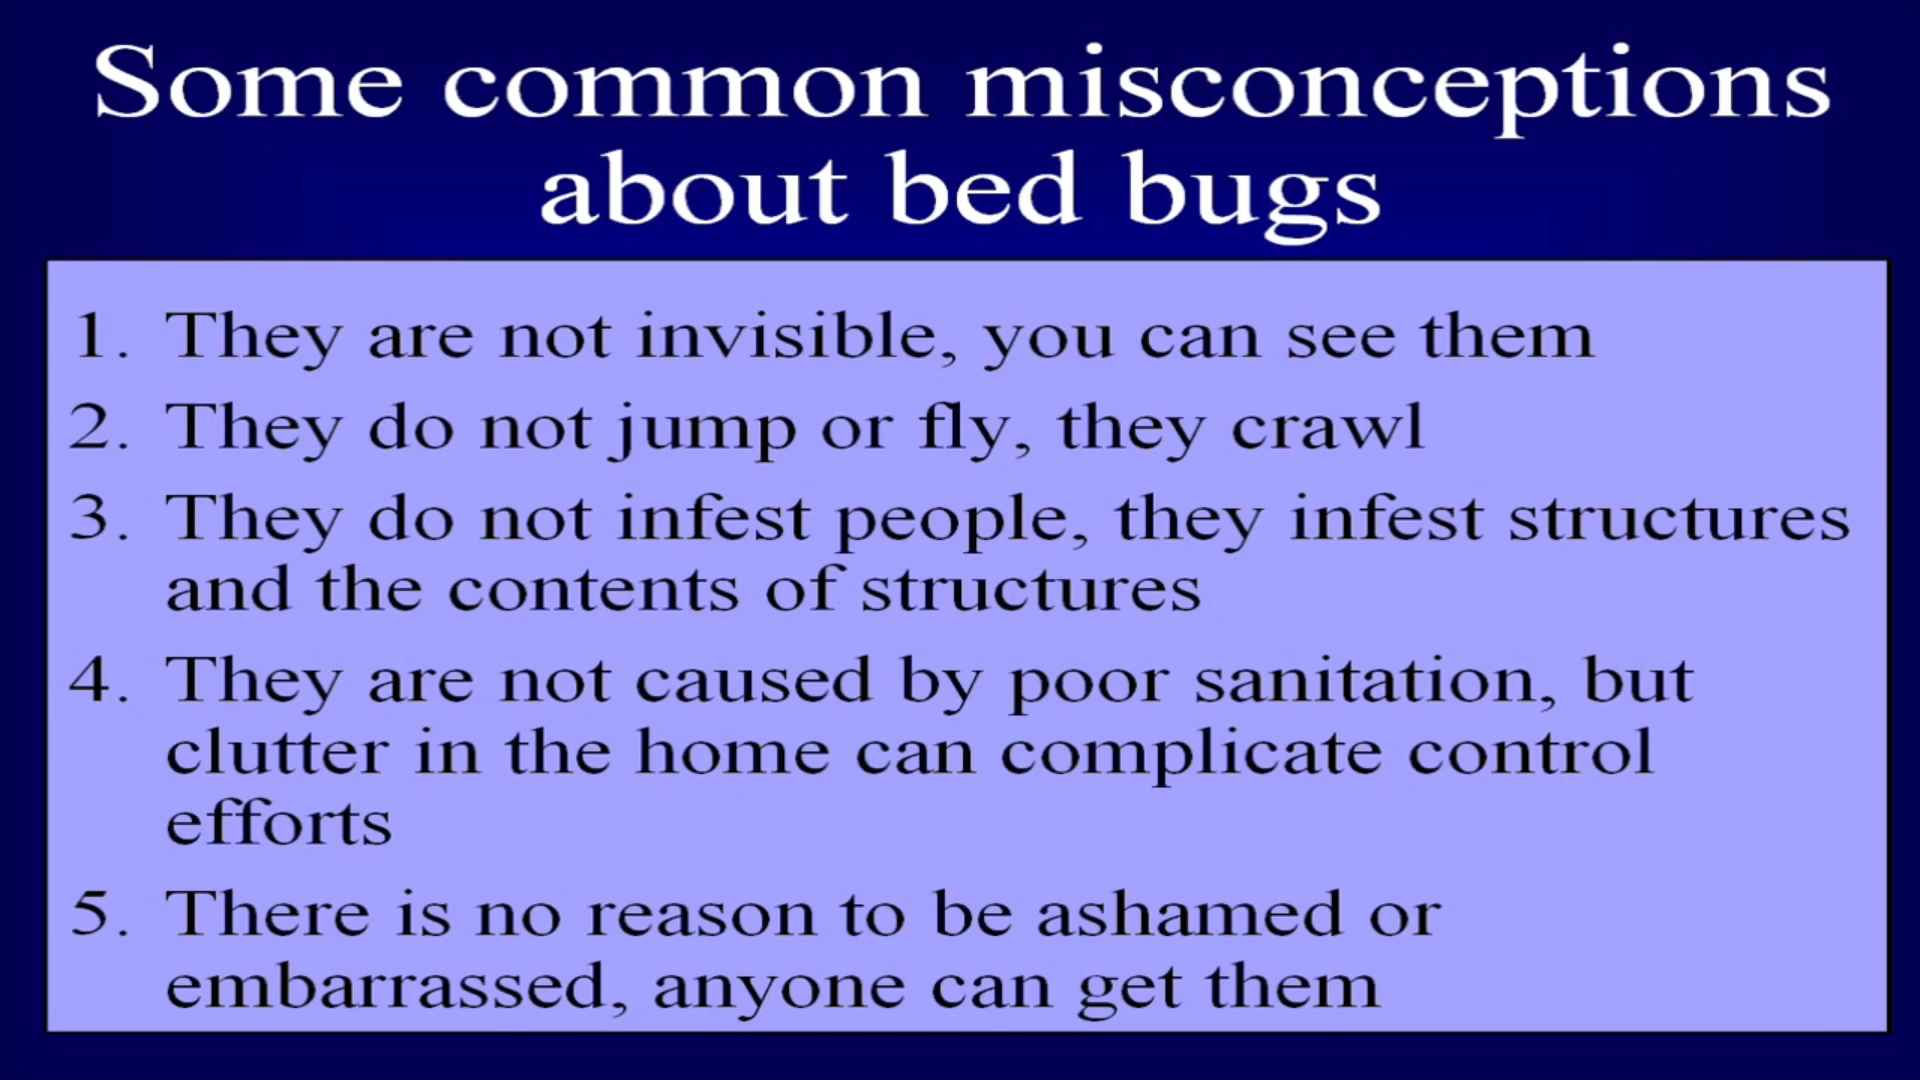 Some common misconceptions
about bed bugs
1. They are not invisible, you can see them
2. They do not jump or fly, they crawl
3. They do not infest people, they infest structures
and the contents of structures
4. They are not caused by poor sanitation, but
clutter in the home can complicate control
efforts
5. There is no reason to be ashamed or
embarrassed, anyone can get them